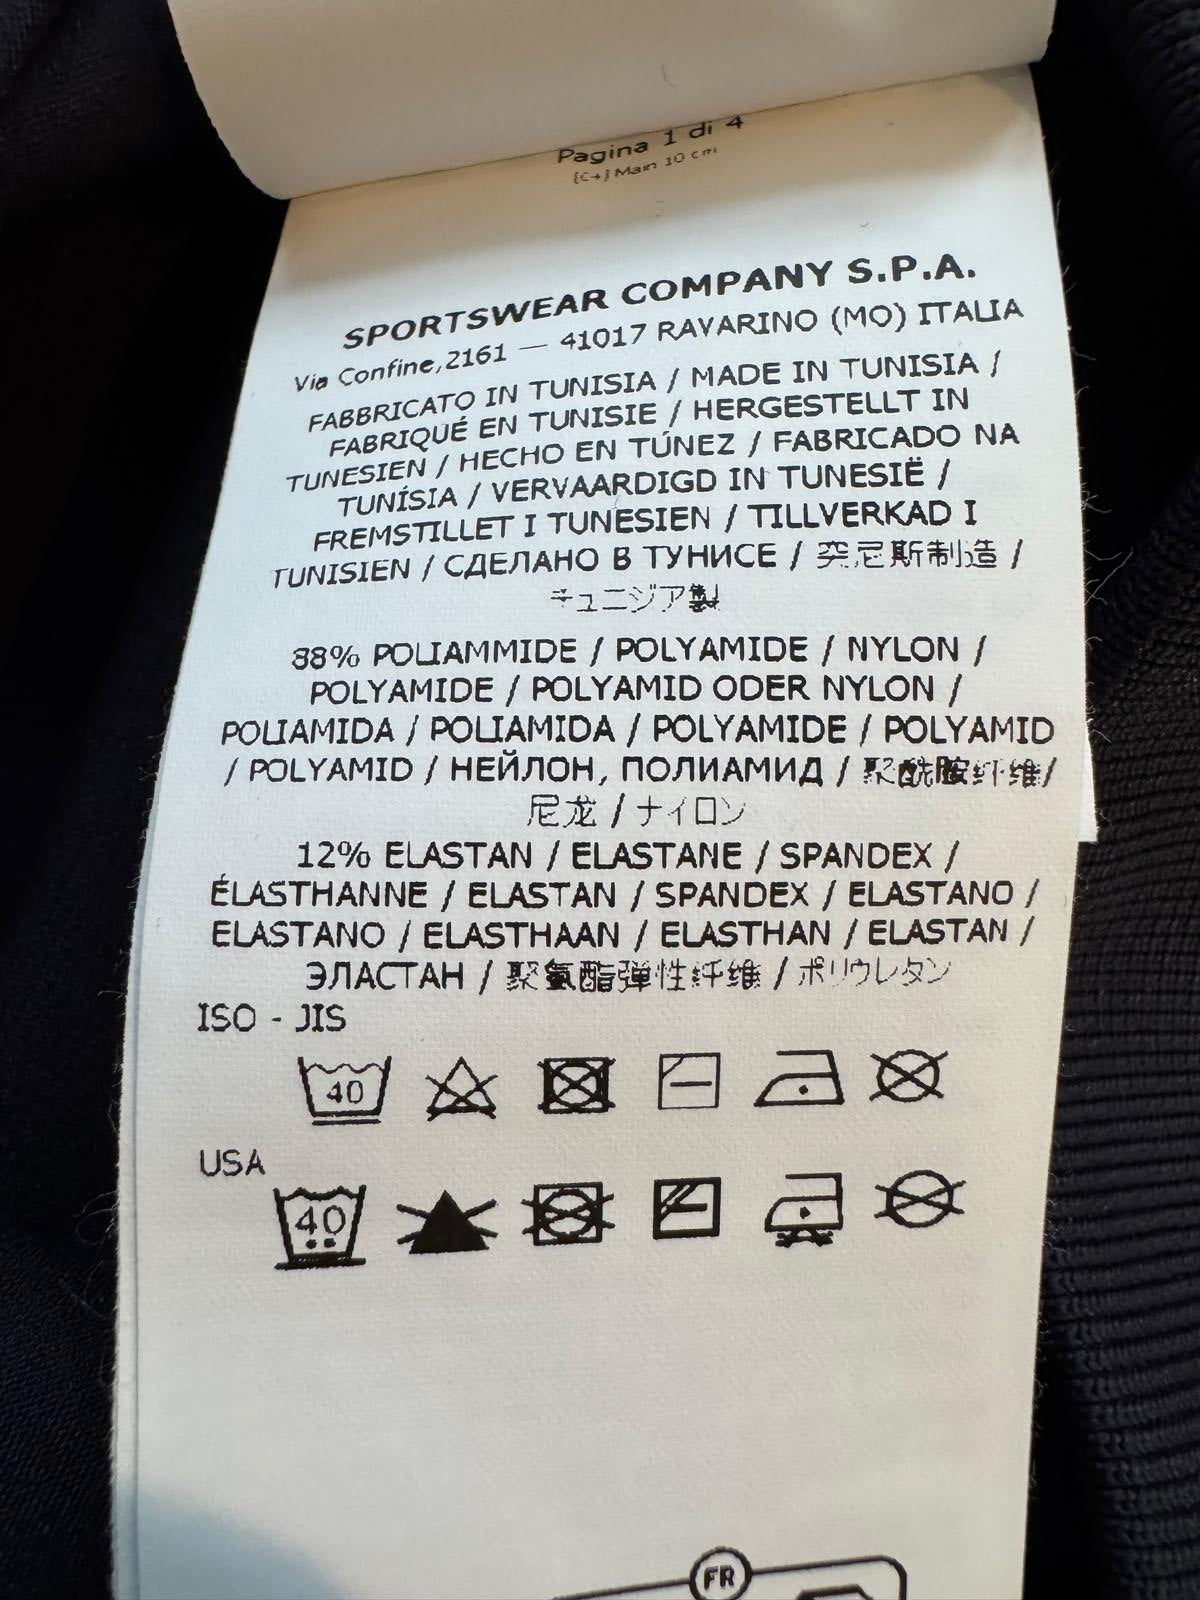 Pagina 1 di 4
SPORTSWEAR COMPANY S.P.A.
Via Confine,2161 — 41017 RAVARINO (MO) ITALIA
FABBRICATO IN TUNISIA / MADE IN TUNISIA /
FABRIQUÉ EN TUNISIE / HERGESTELLT IN
TUNESIEN / HECHO EN TÚNEZ / FABRICADO NA
TUNÍSIA / VERVAARDIGD IN TUNESIË /
FREMSTILLET I TUNESIEN / TILLVERKAD I
TUNISIEN / СДЕЛАНО В ТУНИСЕ / 突尼斯制造 /
チュニジア製
88% POLIAMMIDE / POLYAMIDE / NYLON /
POLYAMIDE / POLYAMID ODER NYLON /
POLIAMIDA / POLIAMIDA / POLYAMIDE / POLYAMID
/ POLYAMID / НЕЙЛОН, ПОЛИАМИД / 聚酰胺纤维/
尼龙 / ナイロン
12% ELASTAN / ELASTANE / SPANDEX /
ÉLASTHANNE / ELASTAN / SPANDEX / ELASTANO /
ELASTANO / ELASTHAAN / ELASTHAN / ELASTAN /
ЭЛАСТАН / 聚氨酯弹性纤维 / ポリウレタン
ISO - JIS
40
USA
40
FR